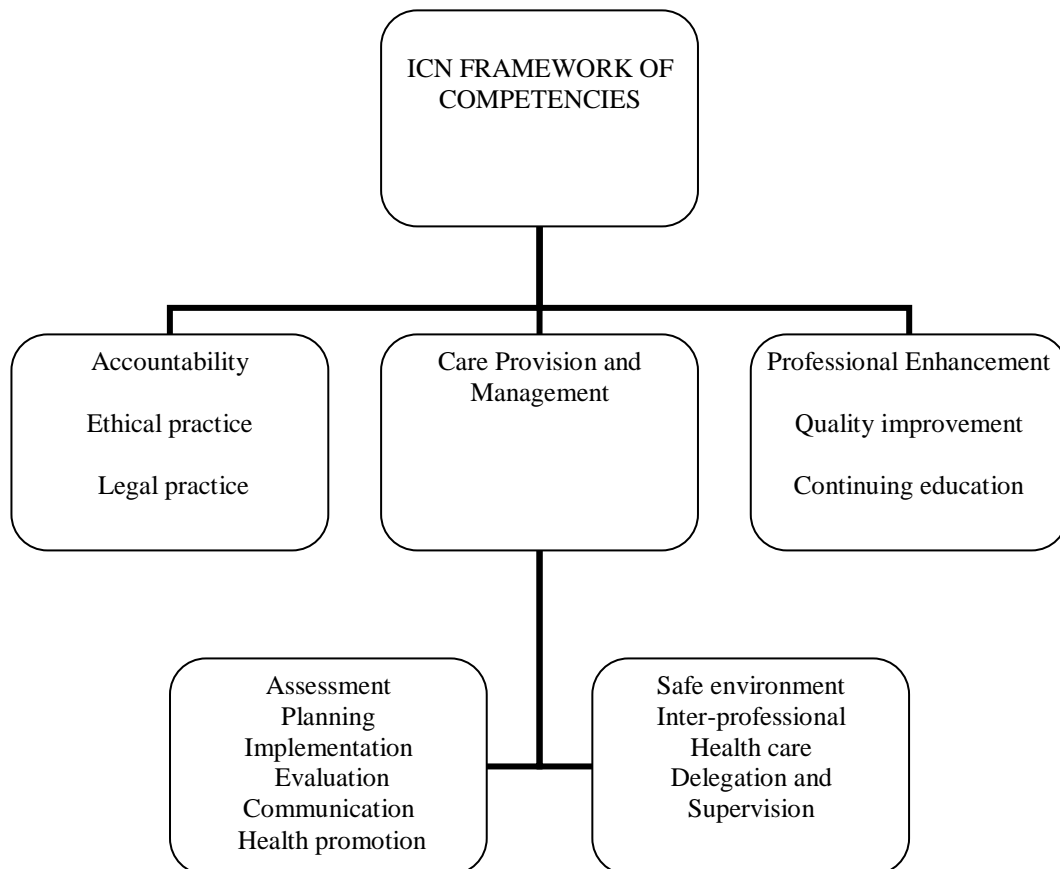 ICN FRAMEWORK OF
COMPETENCIES
Accountability
Ethical practice
Legal practice
Care Provision and
Management
Professional Enhancement
Quality improvement
Continuing education
Assessment
Planning
Implementation
Evaluation
Communication
Health promotion
Safe environment
Inter-professional
Health care
Delegation and
Supervision